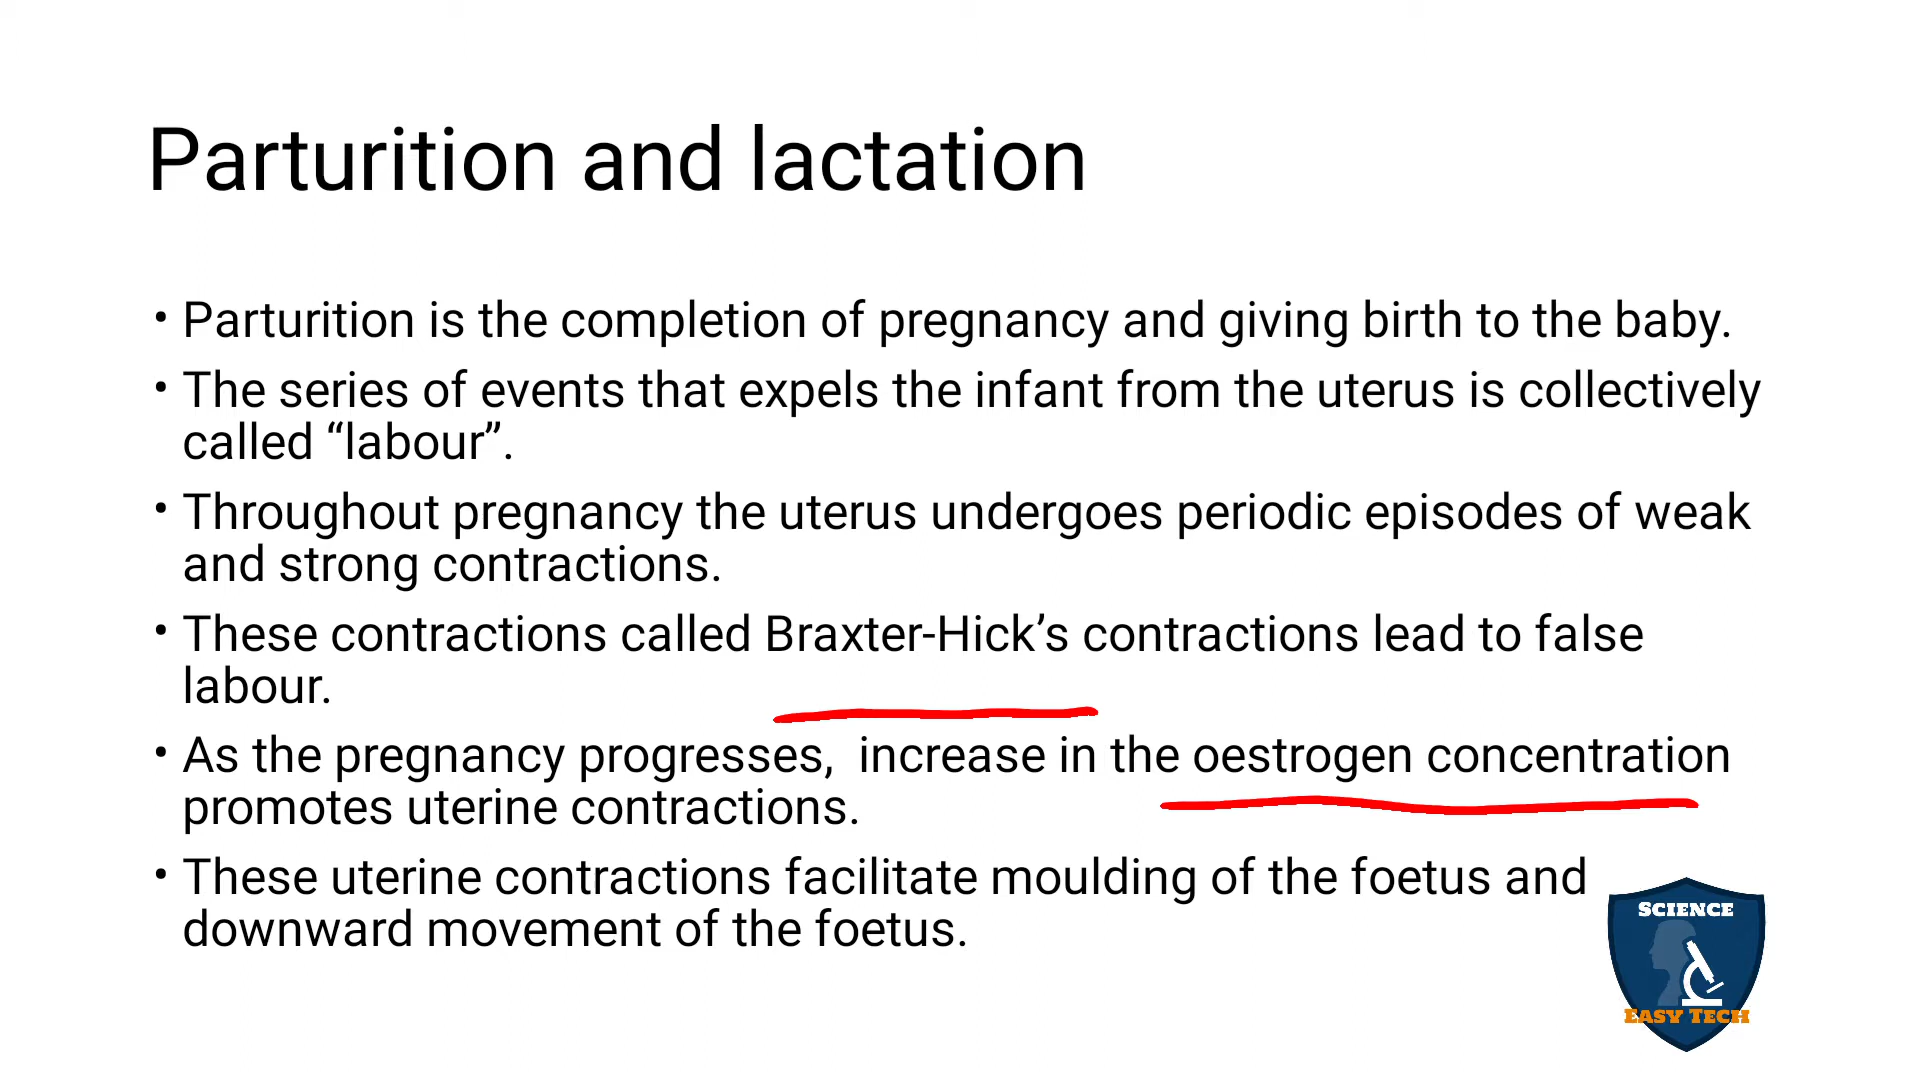 Parturition and lactation
• Parturition is the completion of pregnancy and giving birth to the baby.
• The series of events that expels the infant from the uterus is collectively
called “labour”.
• Throughout pregnancy the uterus undergoes periodic episodes of weak
and strong contractions.
• These contractions called Braxter-Hick’s contractions lead to false
labour.
• As the pregnancy progresses,  increase in the oestrogen concentration
promotes uterine contractions.
• These uterine contractions facilitate moulding of the foetus and
downward movement of the foetus.
SCIENCE
EASY TECH